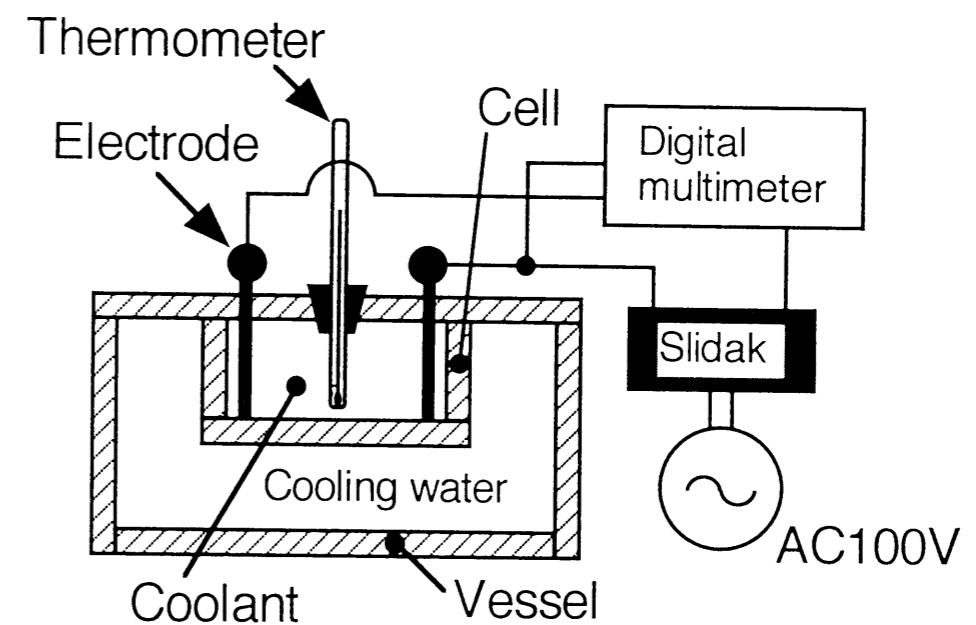 Thermometer
Cell
Electrode
Digital
multimeter
Slidak
Cooling water
AC100V
Coolant
Vessel